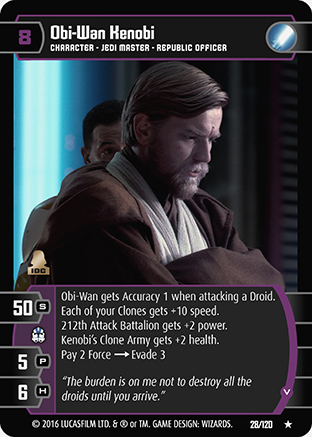 8
Obi-Wan Kenobi
CHARACTER • JEDI MASTER • REPUBLIC OFFICER
IDC
50 S
5 P
6 H
Obi-Wan gets Accuracy 1 when attacking a Droid.
Each of your Clones gets +10 speed.
212th Attack Battalion gets +2 power.
Kenobi's Clone Army gets +2 health.
Pay 2 Force → Evade 3
"The burden is on me not to destroy all the
droids until you arrive."
V
© 2016 LUCASFILM LTD. & ® or TM. GAME DESIGN: WIZARDS. 28/120 ★